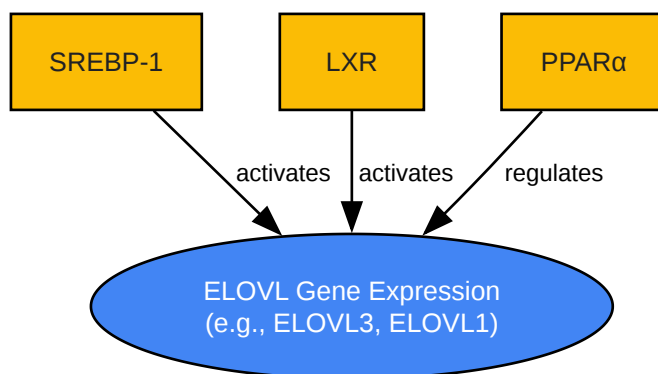 SREBP-1
LXR
PPARα
activates
activates
regulates
ELOVL Gene Expression
(e.g., ELOVL3, ELOVL1)